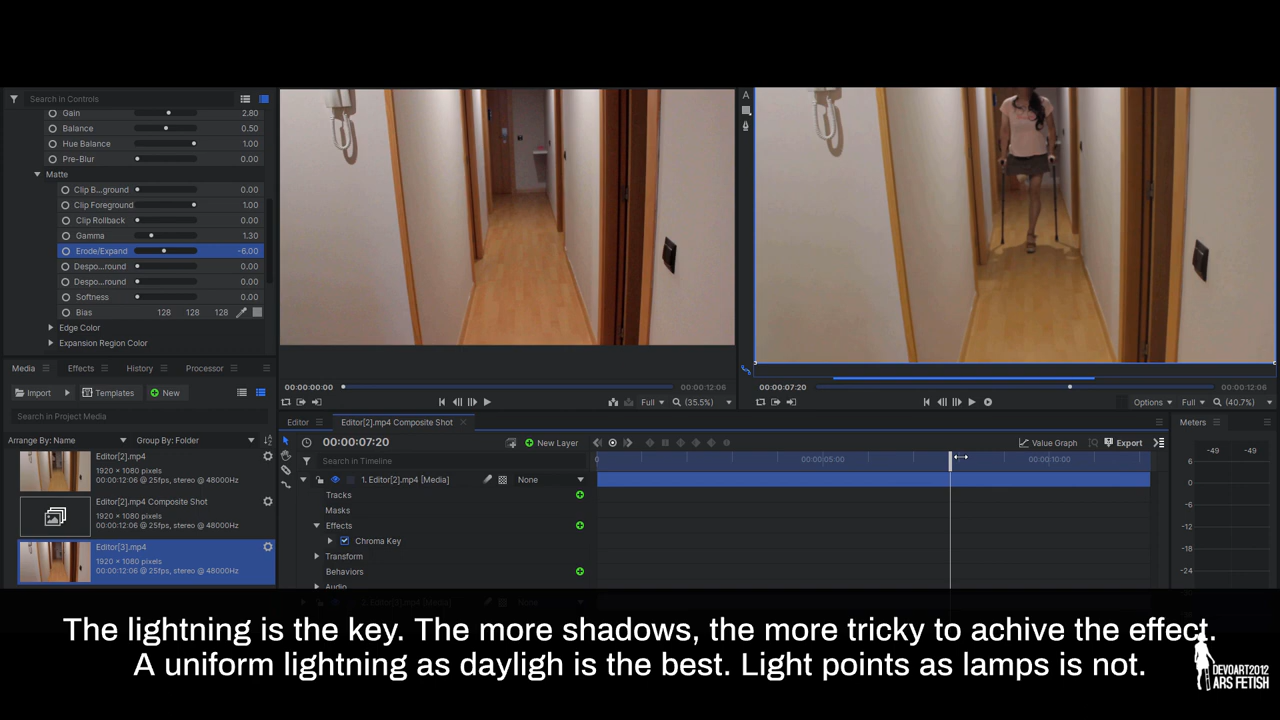 Search in Controls
Gain 2.80
Balance 0.50
Hue Balance 1.00
Pre-Blur 0.00
Matte
Clip B...ground 0.00
Clip Foreground 1.00
Clip Rollback 0.00
Gamma 1.30
Erode/Expand -6.00
Despo...round 0.00
Despo...round 0.00
Softness 0.00
Bias 128 128 128
Edge Color
Expansion Region Color
00:00:00:00 00:00:12:06
Full (35.5%)
A
00:00:07:20 00:00:12:06
Options Full (40.7%)
Media Effects History Processor
Import Templates New
Search in Project Media
Arrange By: Name Group By: Folder
Editor[2].mp4
1920 × 1080 pixels
00:00:12:06 @ 25fps, stereo @ 48000Hz
Editor[2].mp4 Composite Shot
1920 × 1080 pixels
00:00:12:06 @ 25fps, stereo @ 48000Hz
Editor[3].mp4
1920 × 1080 pixels
00:00:12:06 @ 25fps, stereo @ 48000Hz
Editor Editor[2].mp4 Composite Shot
00:00:07:20 New Layer Value Graph Export
Search in Timeline 0 00:00:05:00 00:00:10:00
1. Editor[2].mp4 [Media] None
Tracks
Masks
Effects
Chroma Key
Transform
Behaviors
Audio
Meters
-49 -49
6
0
-6
-12
-18
-24
The lightning is the key. The more shadows, the more tricky to achive the effect.
A uniform lightning as dayligh is the best. Light points as lamps is not.
DEVOART2012
ARS FETISH